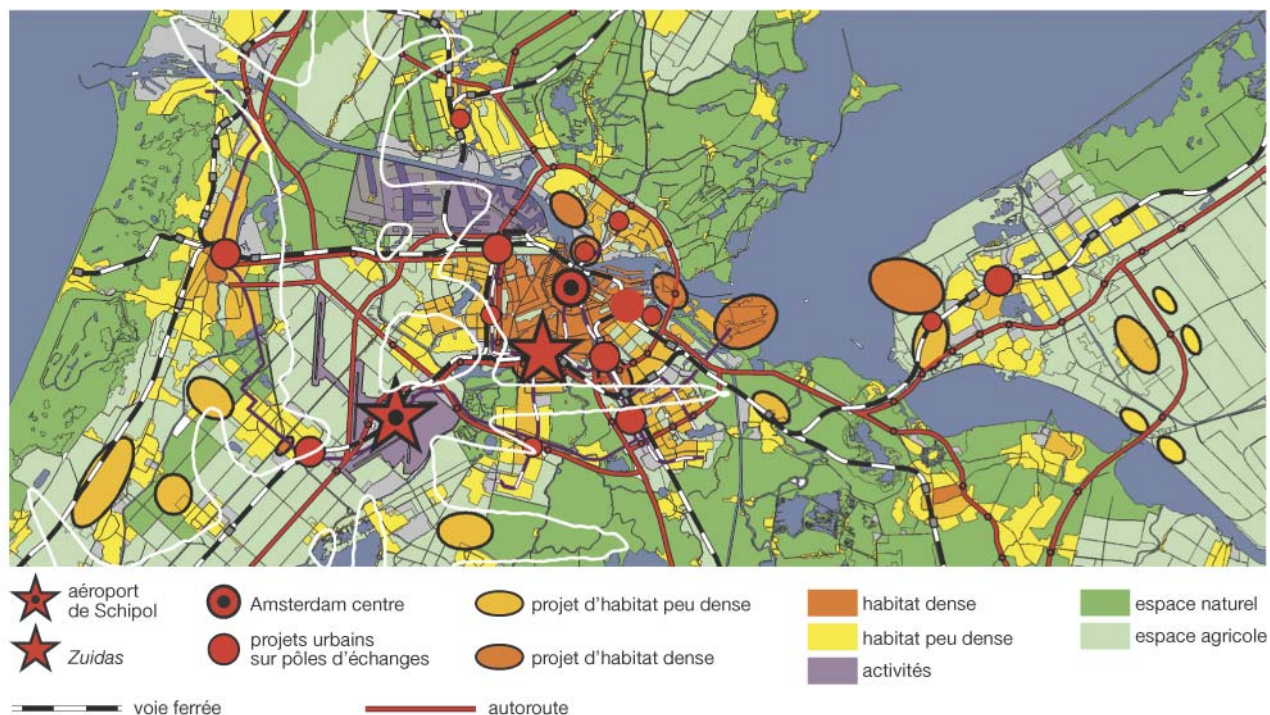 aéroport
de Schipol
Zuidas
Amsterdam centre
projets urbains
sur pôles d'échanges
projet d'habitat peu dense
projet d'habitat dense
habitat dense
habitat peu dense
activités
espace naturel
espace agricole
voie ferrée
autoroute